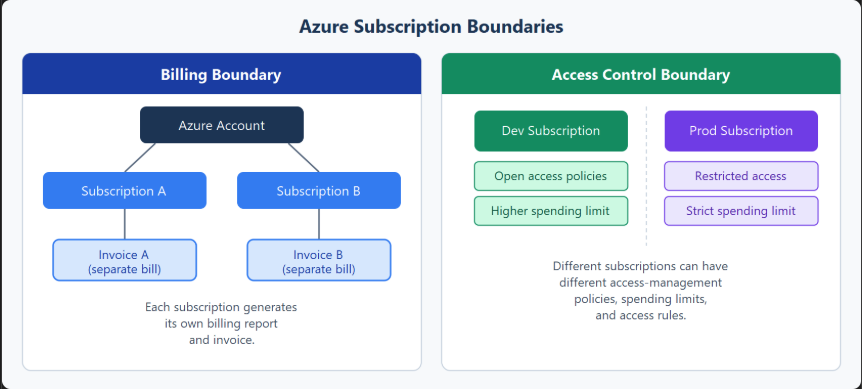 Azure Subscription Boundaries
Billing Boundary
Azure Account
Subscription A
Subscription B
Invoice A
(separate bill)
Invoice B
(separate bill)
Each subscription generates
its own billing report
and invoice.
Access Control Boundary
Dev Subscription
Prod Subscription
Open access policies
Restricted access
Higher spending limit
Strict spending limit
Different subscriptions can have
different access-management
policies, spending limits,
and access rules.